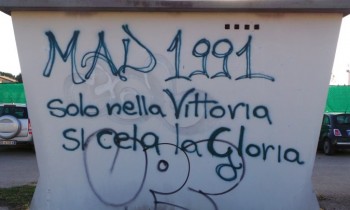 MAD 1991
Solo nella Vittoria
Si cela la Gloria